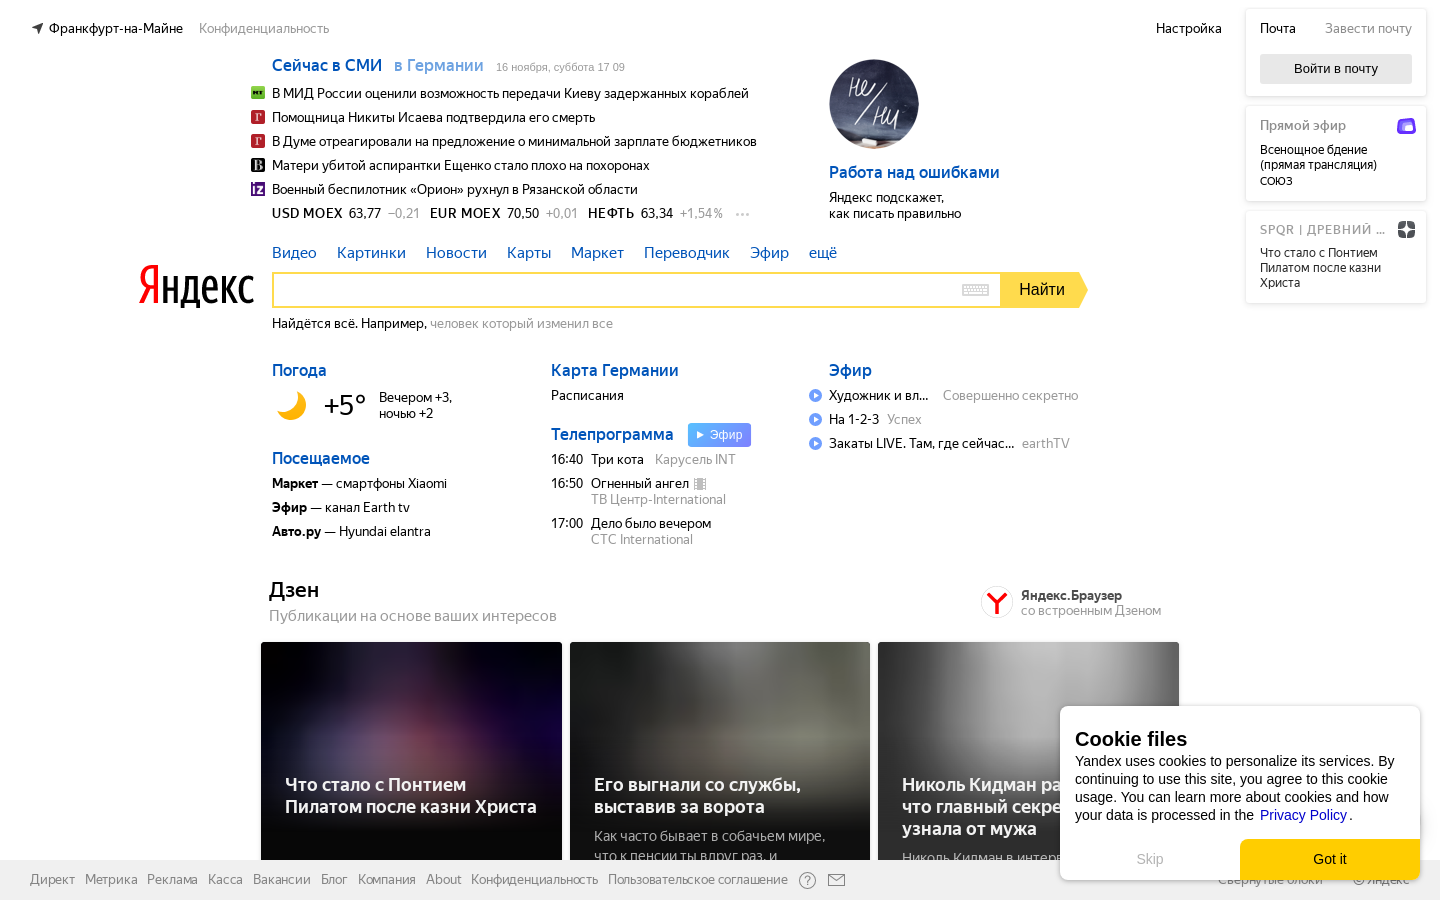 Франкфурт-на-Майне Конфиденциальность
Настройка
Почта Завести почту
Войти в почту
Сейчас в СМИ в Германии 16 ноября, суббота 17 09
В МИД России оценили возможность передачи Киеву задержанных кораблей
Помощница Никиты Исаева подтвердила его смерть
В Думе отреагировали на предложение о минимальной зарплате бюджетников
Матери убитой аспирантки Ещенко стало плохо на похоронах
Военный беспилотник «Орион» рухнул в Рязанской области
USD MOEX 63,77 −0,21 EUR MOEX 70,50 +0,01 НЕФТЬ 63,34 +1,54%
не/ни
Работа над ошибками
Яндекс подскажет,
как писать правильно
Прямой эфир
Всенощное бдение
(прямая трансляция)
СОЮЗ
SPQR | ДРЕВНИЙ ...
Что стало с Понтием
Пилатом после казни
Христа
Видео Картинки Новости Карты Маркет Переводчик Эфир ещё
Яндекс
Найти
Найдётся всё. Например, человек который изменил все
Погода
+5°
Вечером +3,
ночью +2
Посещаемое
Маркет — смартфоны Xiaomi
Эфир — канал Earth tv
Авто.ру — Hyundai elantra
Карта Германии
Расписания
Телепрограмма Эфир
16:40 Три кота Карусель INT
16:50 Огненный ангел
ТВ Центр-International
17:00 Дело было вечером
СТС International
Эфир
Художник и вл... Совершенно секретно
На 1-2-3 Успех
Закаты LIVE. Там, где сейчас... earthTV
Дзен
Публикации на основе ваших интересов
Яндекс.Браузер
со встроенным Дзеном
Что стало с Понтием
Пилатом после казни Христа
Его выгнали со службы,
выставив за ворота
Как часто бывает в собачьем мире,
что к пенсии ты вдруг раз, и
Николь Кидман ра
что главный секре
узнала от мужа
Николь Кидман в интерв
Cookie files
Yandex uses cookies to personalize its services. By
continuing to use this site, you agree to this cookie
usage. You can learn more about cookies and how
your data is processed in the Privacy Policy.
Skip Got it
Директ Метрика Реклама Касса Вакансии Блог Компания About Конфиденциальность Пользовательское соглашение
Свернутые блоки © Яндекс